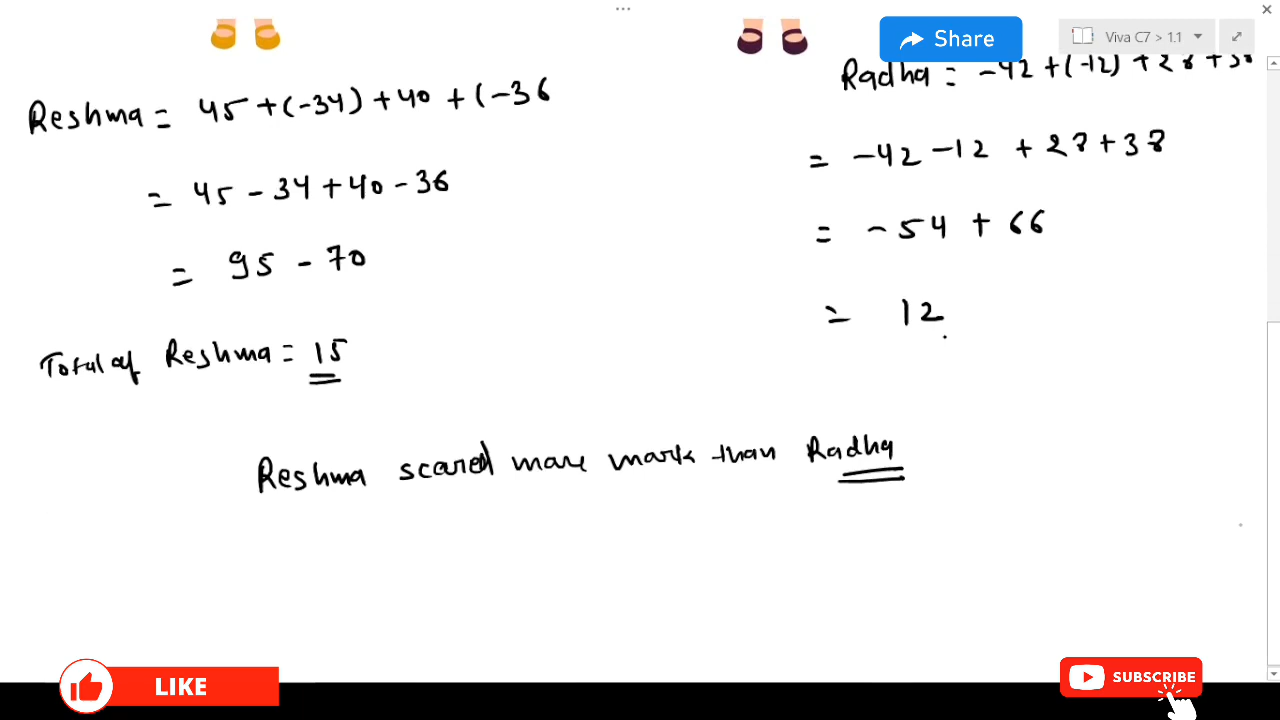 Share
Viva C7 > 1.1
Reshma = 45 +(-34) +40 + (-36
= 45 - 34 + 40 - 36
= 95 - 70
Total of Reshma = 15
Radha = -42 + (-12) + 28 + 38
= -42 -12 + 28 + 38
= -54 + 66
= 12
Reshma scared more mark than Radha
LIKE
SUBSCRIBE